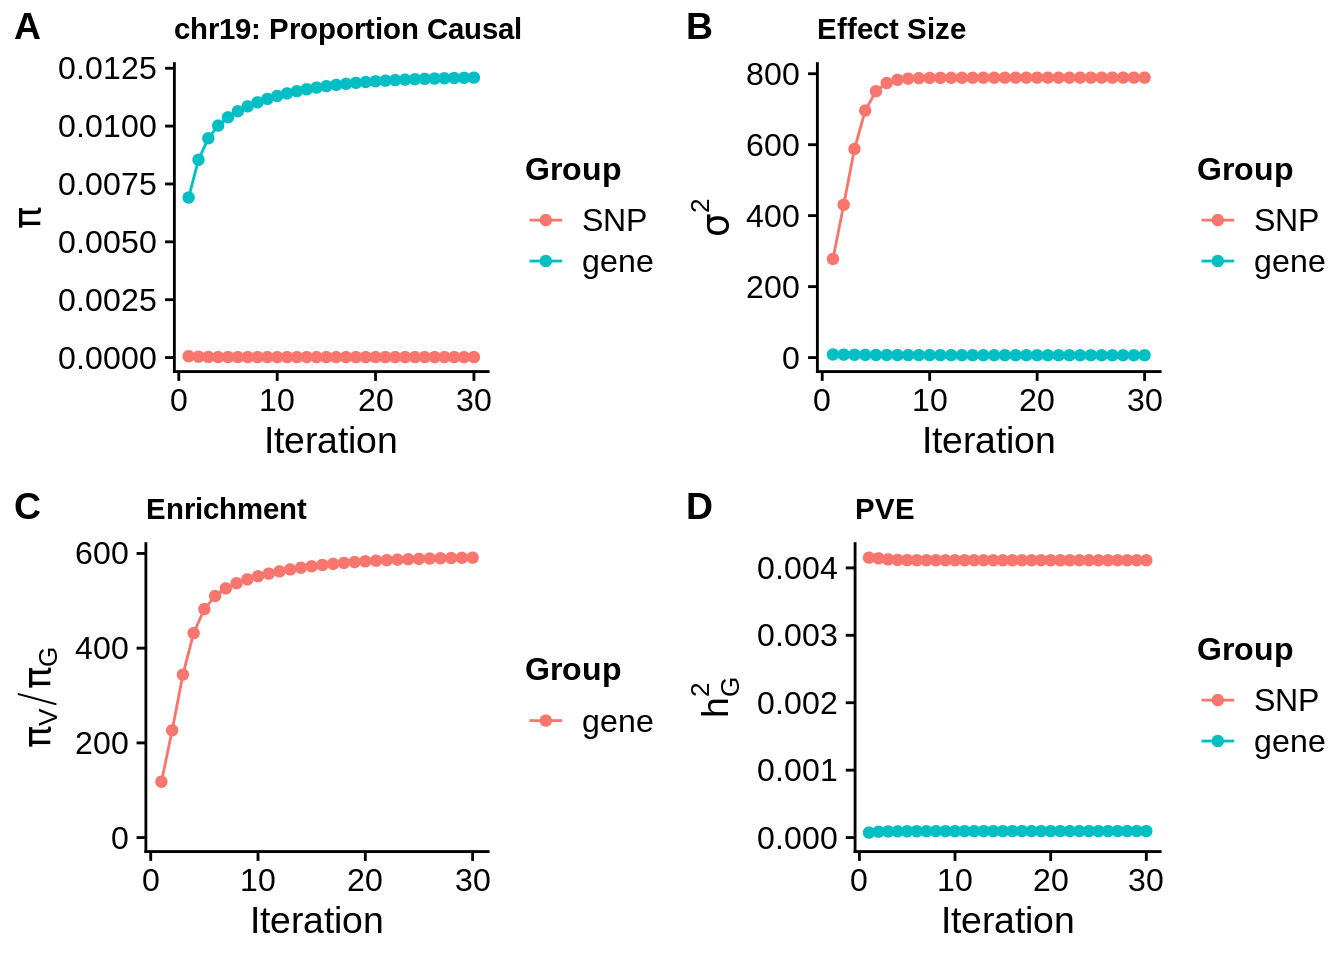 A
chr19: Proportion Causal
0.0125
0.0100
0.0075
0.0050
0.0025
0.0000
π
0 10 20 30
Iteration
Group
SNP
gene
B
Effect Size
800
600
400
200
0
σ²
0 10 20 30
Iteration
Group
SNP
gene
C
Enrichment
600
400
200
0
π_V/π_G
0 10 20 30
Iteration
Group
gene
D
PVE
0.004
0.003
0.002
0.001
0.000
h²_G
0 10 20 30
Iteration
Group
SNP
gene